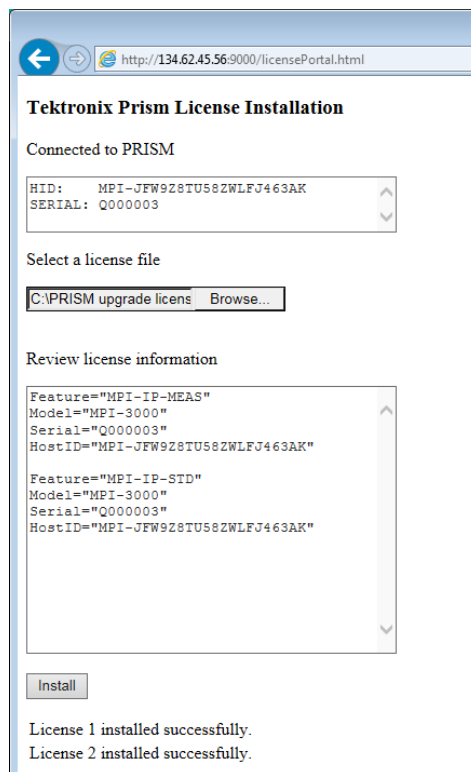 http://134.62.45.56:9000/licensePortal.html
Tektronix Prism License Installation
Connected to PRISM
HID:    MPI-JFW9Z8TU58ZWLFJ463AK
SERIAL: Q000003
Select a license file
C:\PRISM upgrade licens Browse...
Review license information
Feature="MPI-IP-MEAS"
Model="MPI-3000"
Serial="Q000003"
HostID="MPI-JFW9Z8TU58ZWLFJ463AK"
Feature="MPI-IP-STD"
Model="MPI-3000"
Serial="Q000003"
HostID="MPI-JFW9Z8TU58ZWLFJ463AK"
Install
License 1 installed successfully.
License 2 installed successfully.